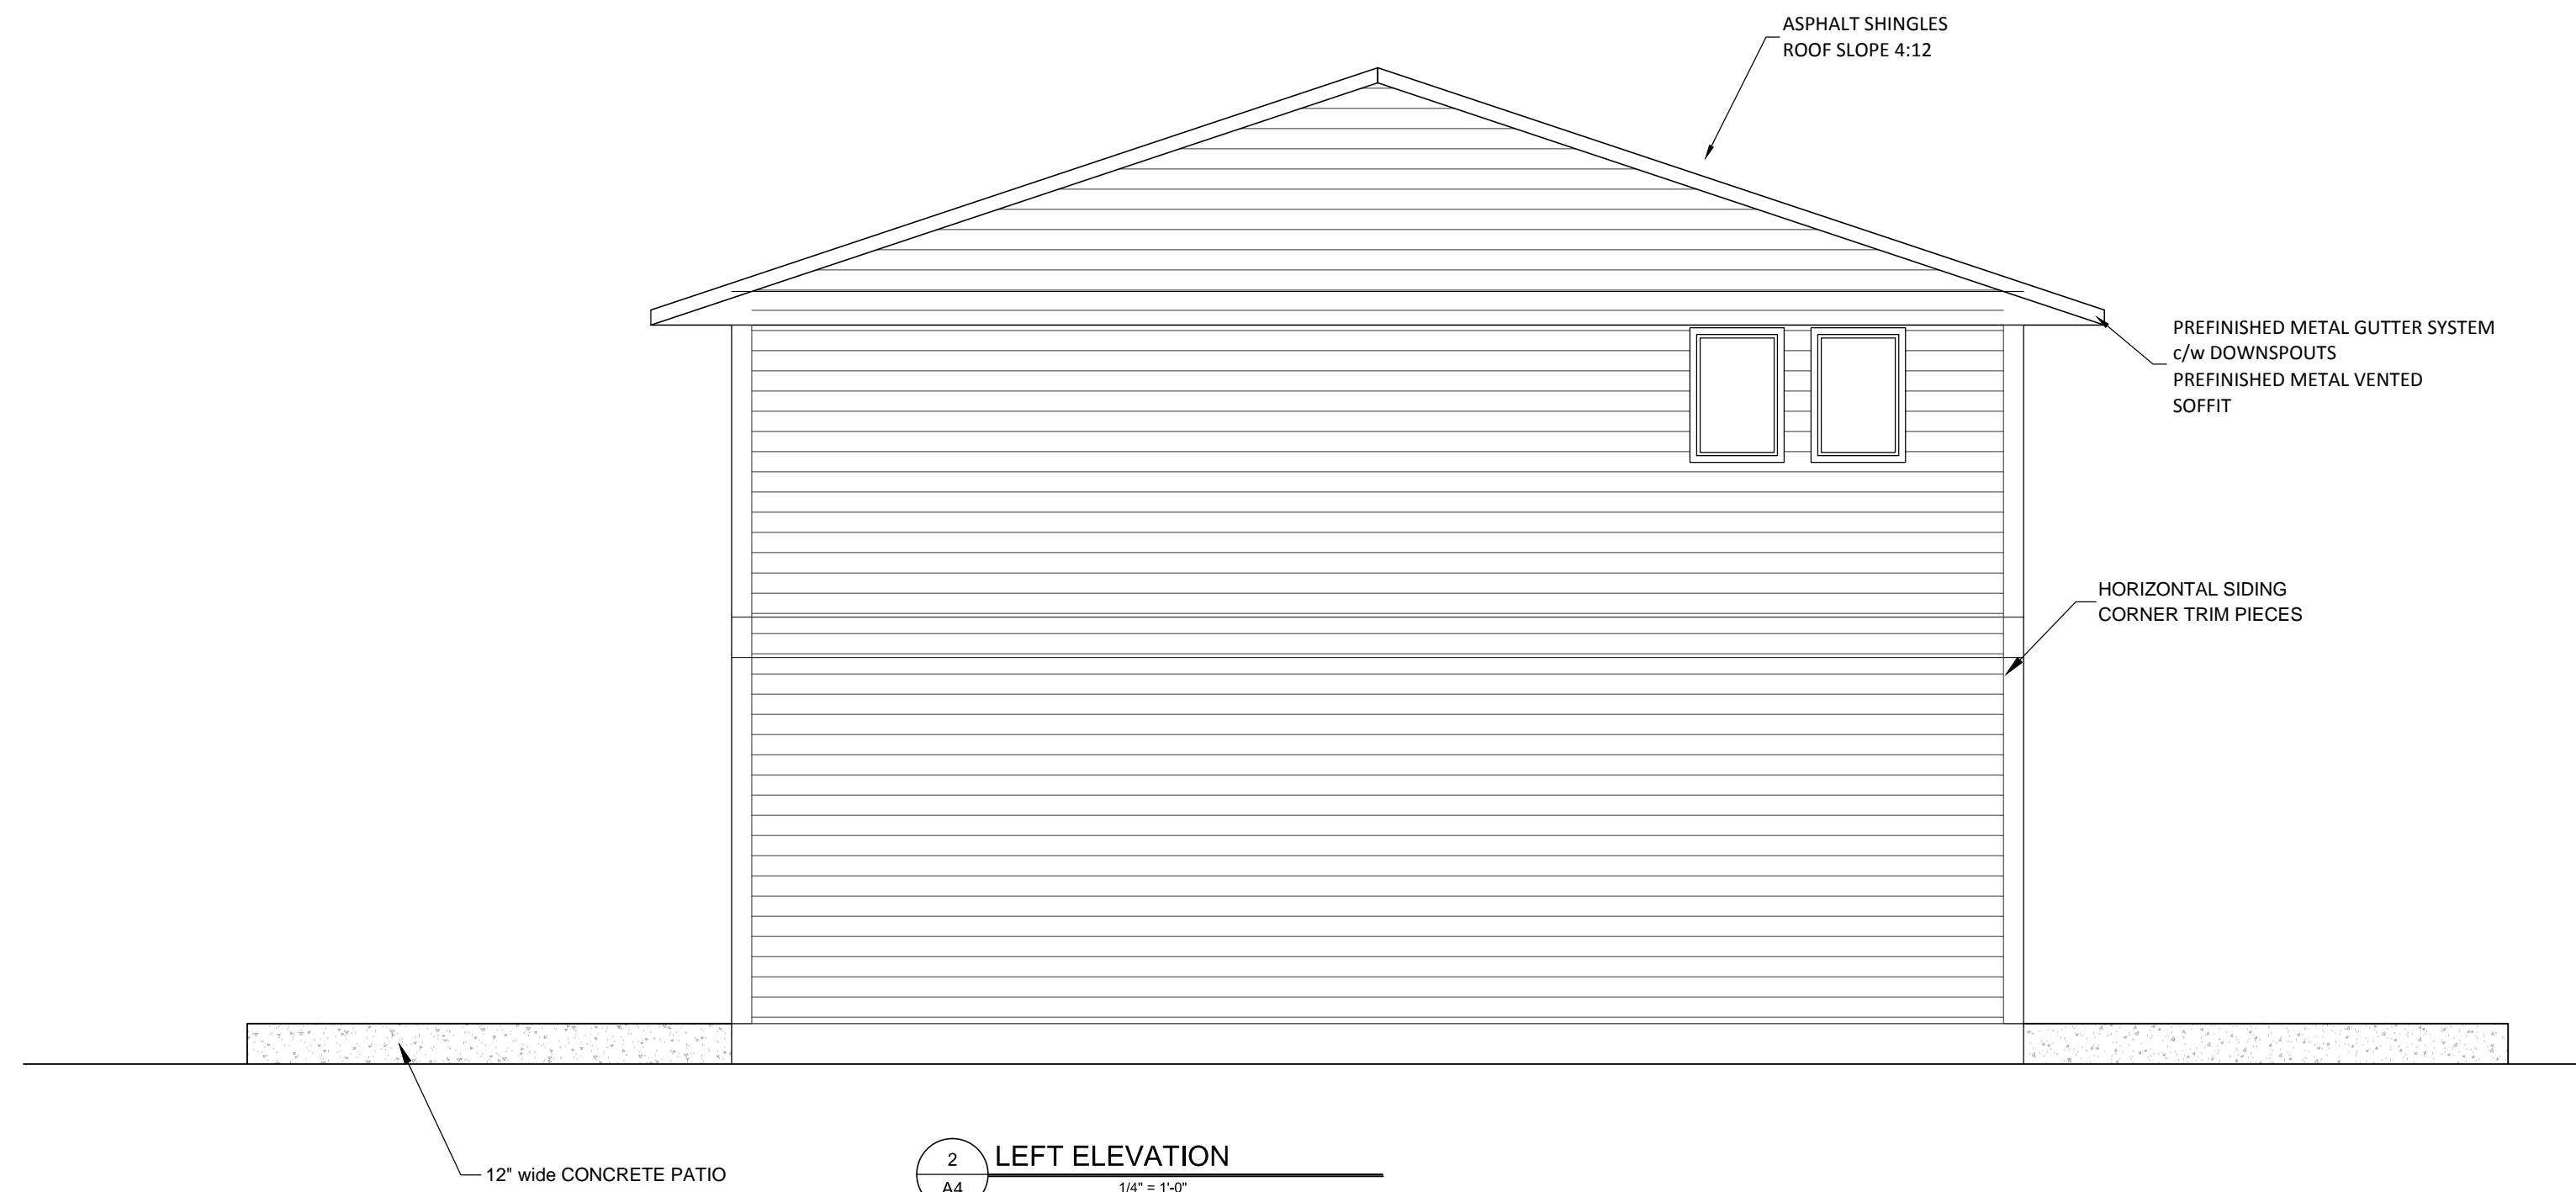 ASPHALT SHINGLES
ROOF SLOPE 4:12
PREFINISHED METAL GUTTER SYSTEM
c/w DOWNSPOUTS
PREFINISHED METAL VENTED
SOFFIT
HORIZONTAL SIDING
CORNER TRIM PIECES
12" wide CONCRETE PATIO
2
A4
LEFT ELEVATION
1/4" = 1'-0"